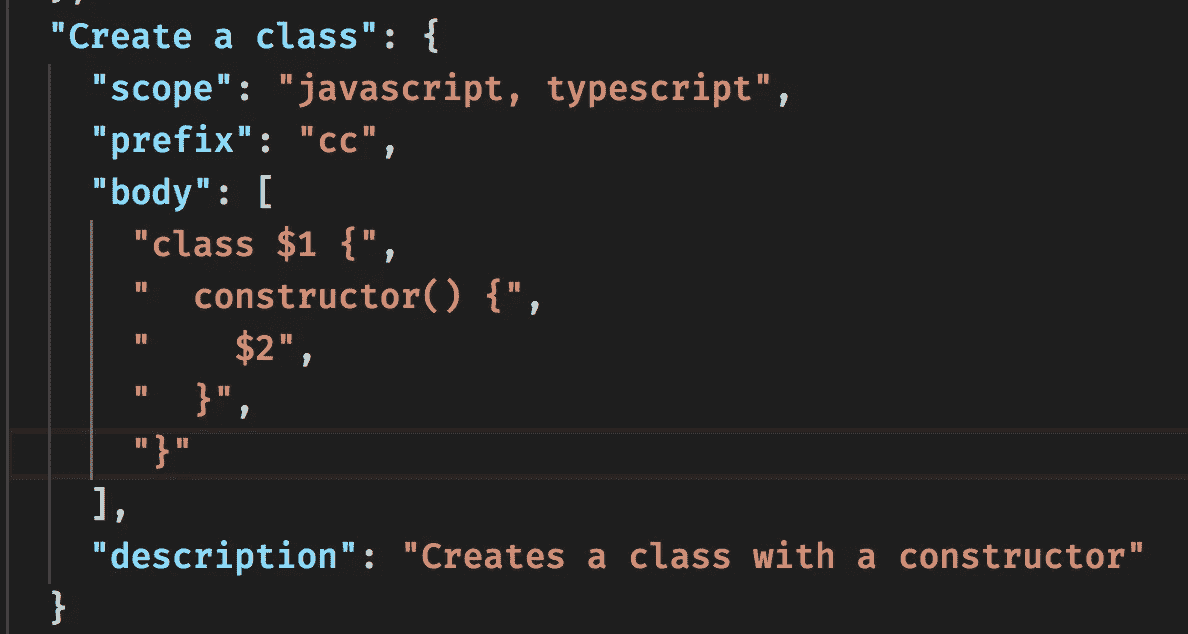 "Create a class": {
  "scope": "javascript, typescript",
  "prefix": "cc",
  "body": [
    "class $1 {",
    "  constructor() {",
    "    $2",
    "  }",
    "}"
  ],
  "description": "Creates a class with a constructor"
}